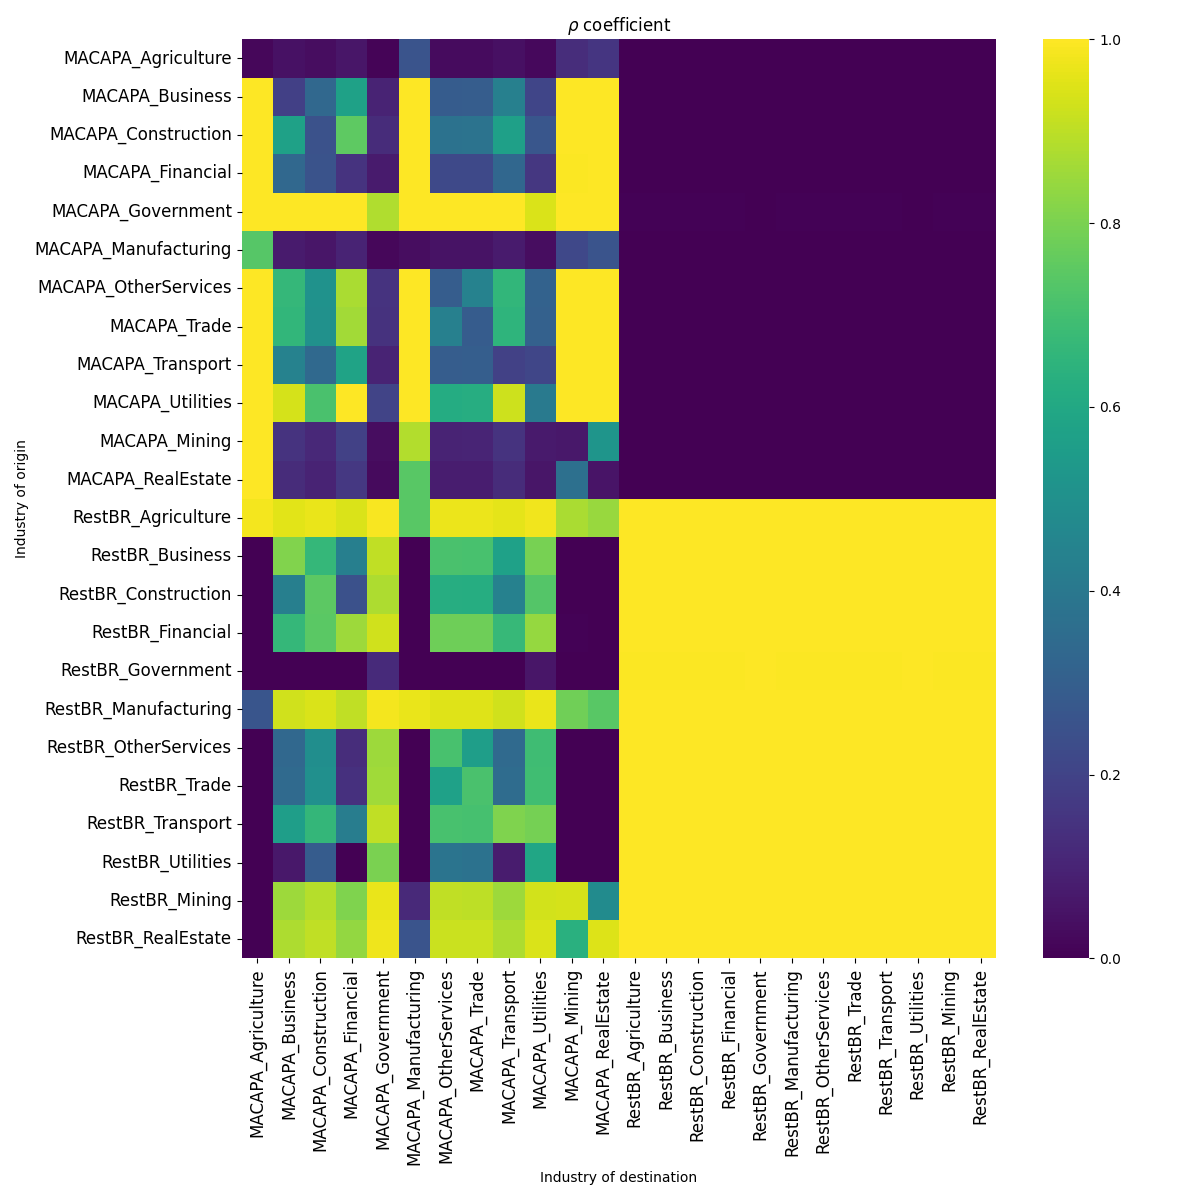 ρ coefficient
MACAPA_Agriculture
MACAPA_Business
MACAPA_Construction
MACAPA_Financial
MACAPA_Government
MACAPA_Manufacturing
MACAPA_OtherServices
MACAPA_Trade
MACAPA_Transport
MACAPA_Utilities
MACAPA_Mining
MACAPA_RealEstate
RestBR_Agriculture
RestBR_Business
RestBR_Construction
RestBR_Financial
RestBR_Government
RestBR_Manufacturing
RestBR_OtherServices
RestBR_Trade
RestBR_Transport
RestBR_Utilities
RestBR_Mining
RestBR_RealEstate
Industry of origin
MACAPA_Agriculture
MACAPA_Business
MACAPA_Construction
MACAPA_Financial
MACAPA_Government
MACAPA_Manufacturing
MACAPA_OtherServices
MACAPA_Trade
MACAPA_Transport
MACAPA_Utilities
MACAPA_Mining
MACAPA_RealEstate
RestBR_Agriculture
RestBR_Business
RestBR_Construction
RestBR_Financial
RestBR_Government
RestBR_Manufacturing
RestBR_OtherServices
RestBR_Trade
RestBR_Transport
RestBR_Utilities
RestBR_Mining
RestBR_RealEstate
Industry of destination
1.0
0.8
0.6
0.4
0.2
0.0